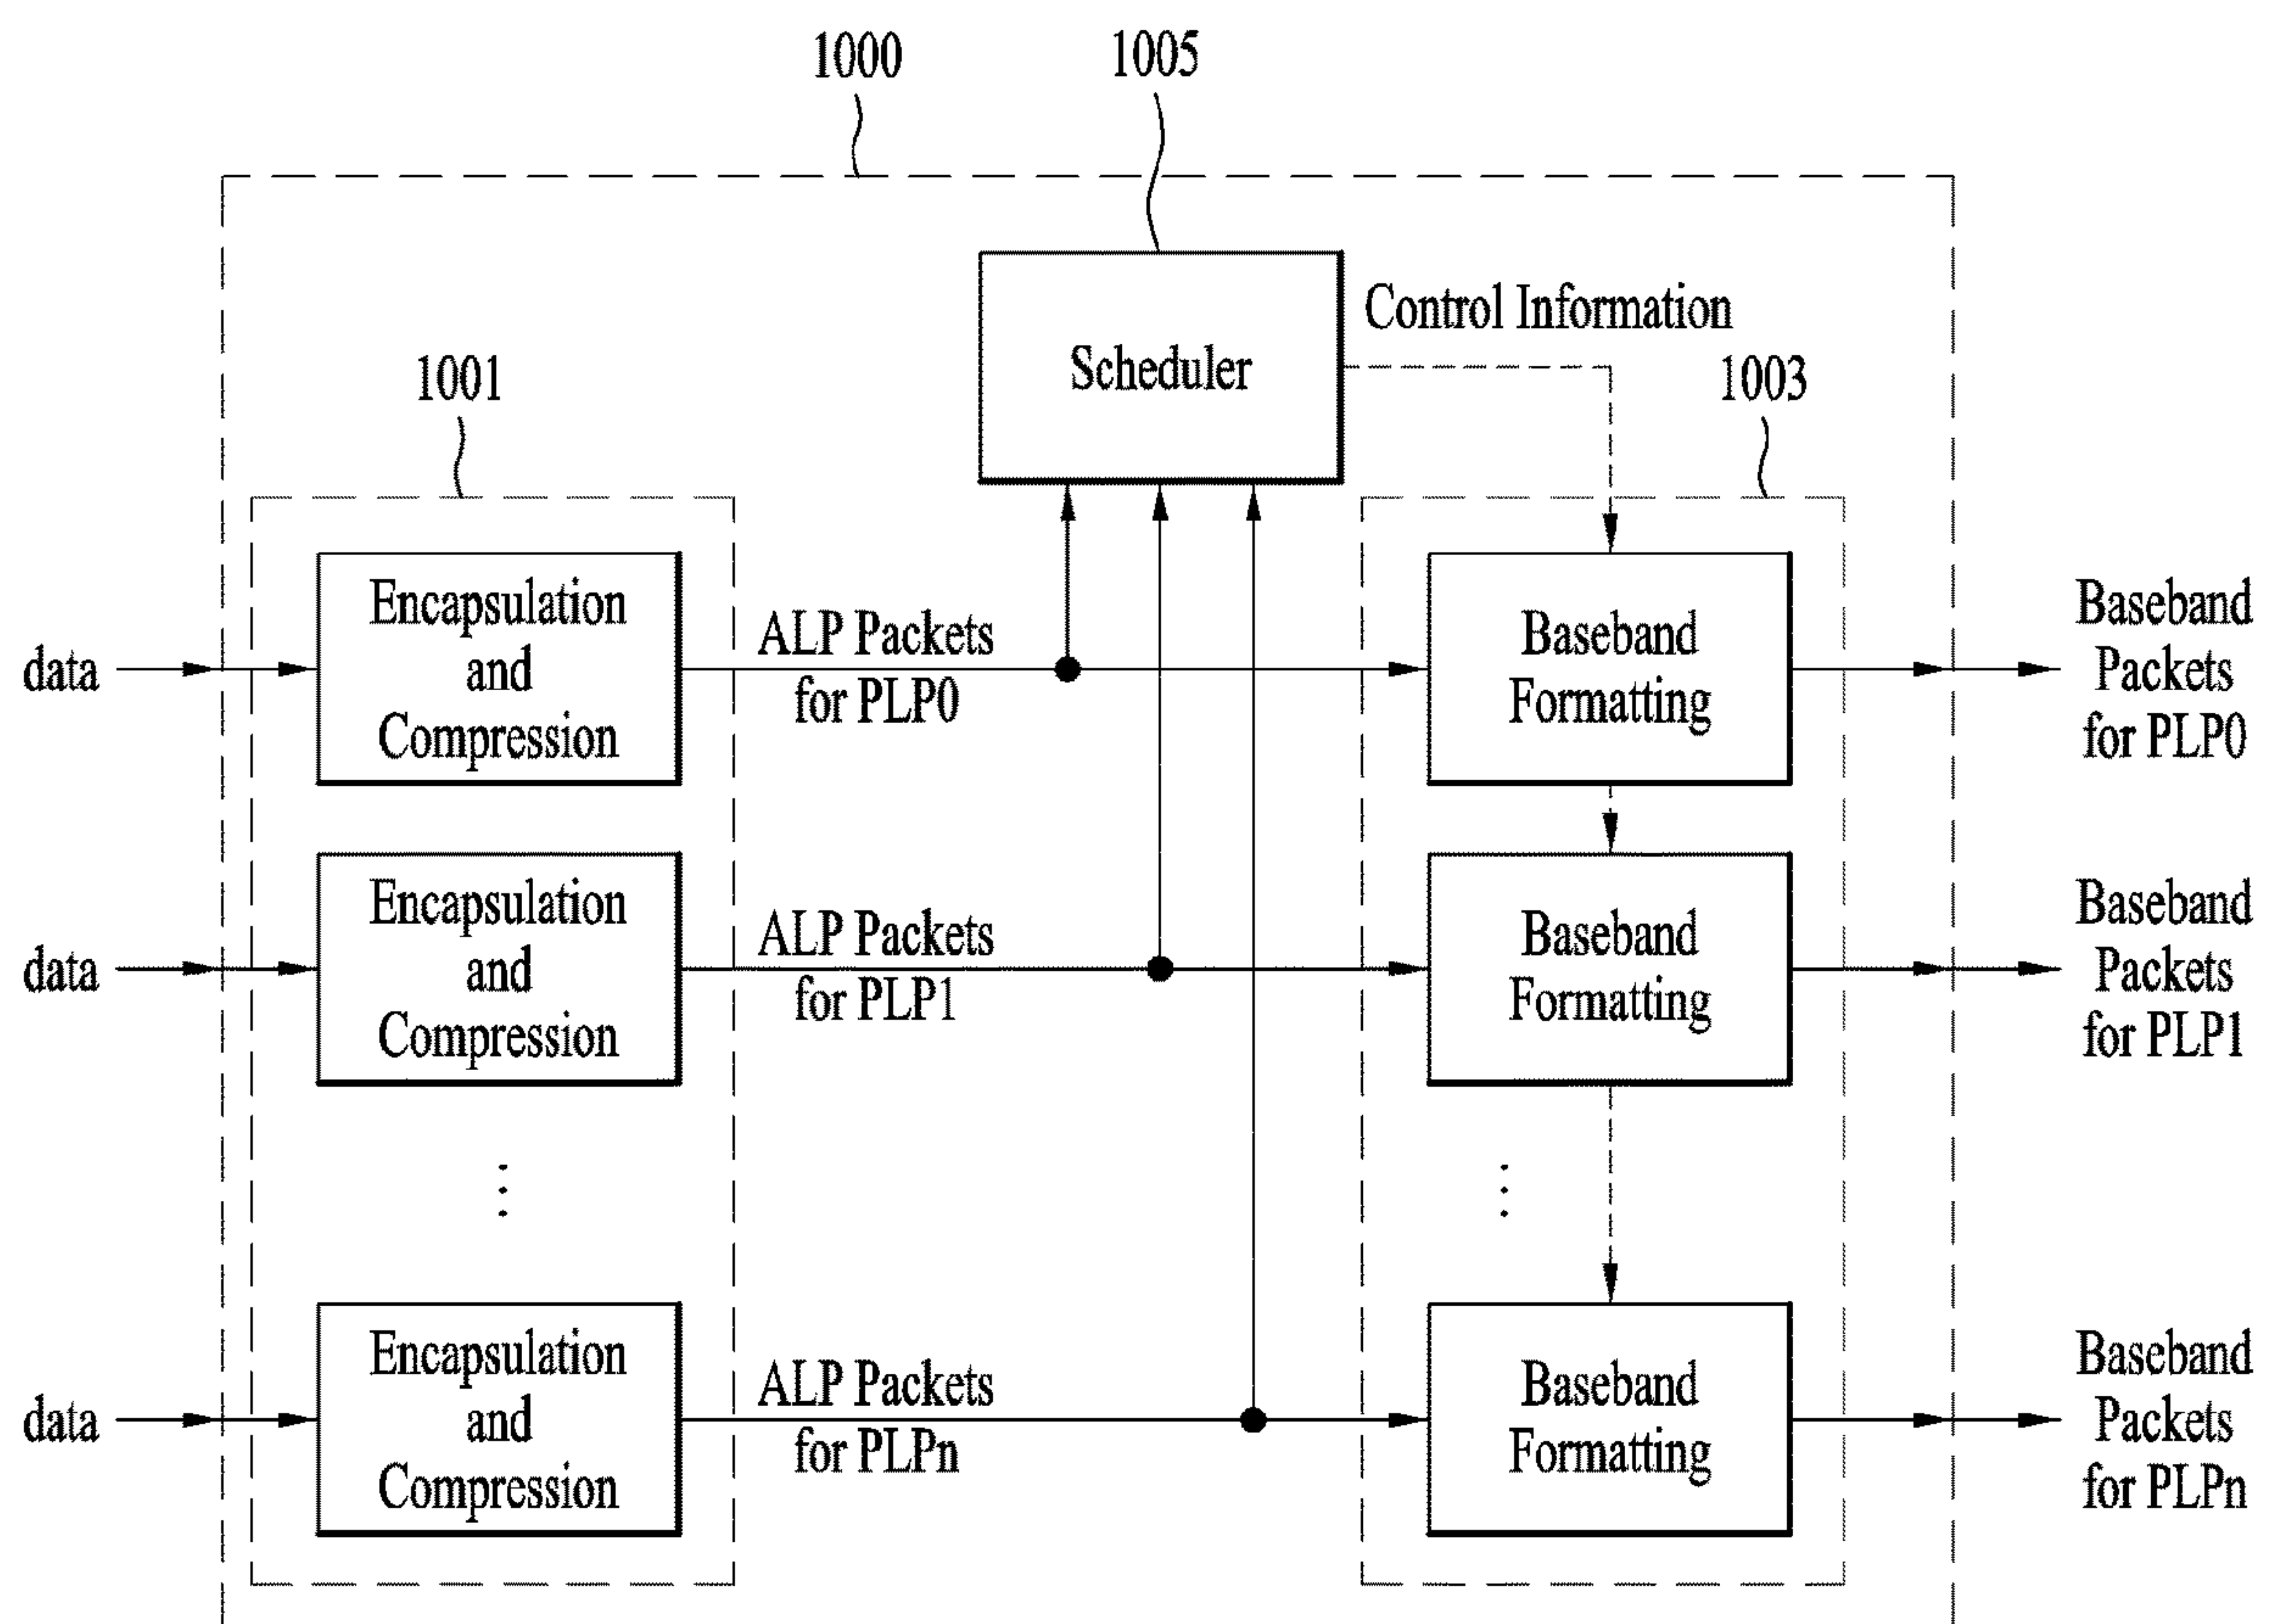 1000
1005
Scheduler
Control Information
1001
1003
data
Encapsulation
and
Compression
ALP Packets
for PLP0
Baseband
Formatting
Baseband
Packets
for PLP0
data
Encapsulation
and
Compression
ALP Packets
for PLP1
Baseband
Formatting
Baseband
Packets
for PLP1
data
Encapsulation
and
Compression
ALP Packets
for PLPn
Baseband
Formatting
Baseband
Packets
for PLPn